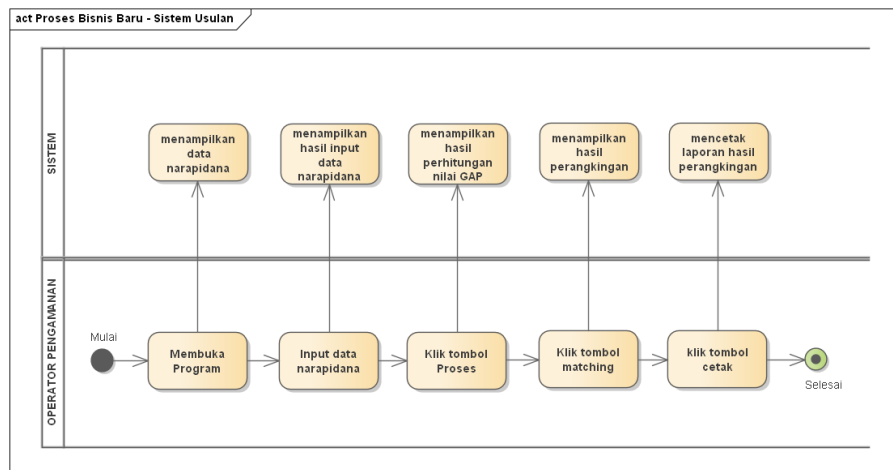 act Proses Bisnis Baru - Sistem Usulan
SISTEM
menampilkan
data
narapidana
menampilkan
hasil input
data
narapidana
menampilkan
hasil
perhitungan
nilai GAP
menampilkan
hasil
perangkingan
mencetak
laporan hasil
perangkingan
OPERATOR PENGAMANAN
Mulai
Membuka
Program
Input data
narapidana
Klik tombol
Proses
Klik tombol
matching
klik tombol
cetak
Selesai